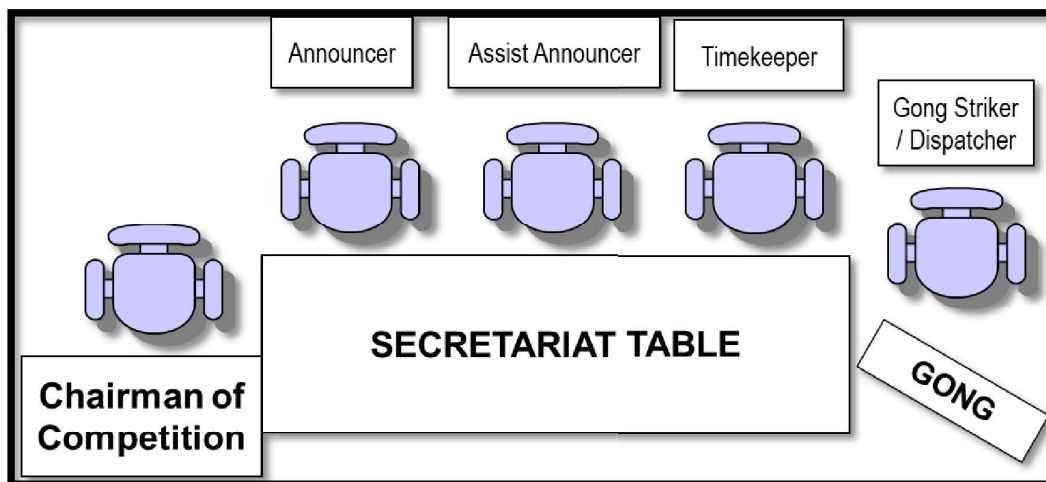 Announcer
Assist Announcer
Timekeeper
Gong Striker
/ Dispatcher
SECRETARIAT TABLE
Chairman of
Competition
GONG